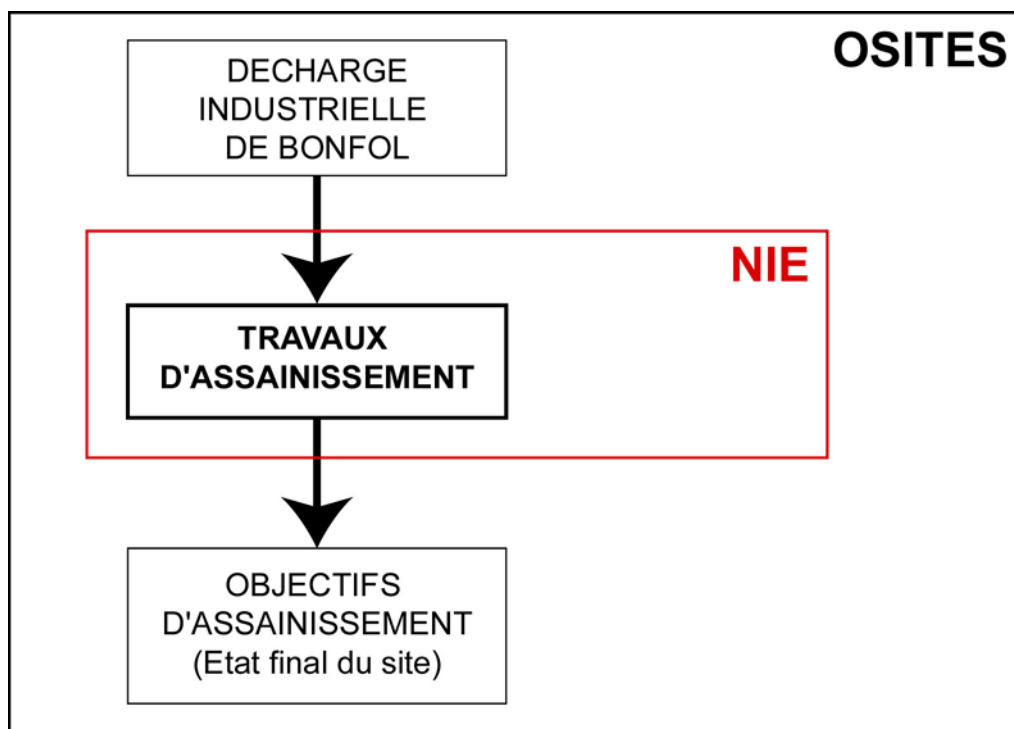 OSITES
DECHARGE
INDUSTRIELLE
DE BONFOL
NIE
TRAVAUX
D'ASSAINISSEMENT
OBJECTIFS
D'ASSAINISSEMENT
(Etat final du site)